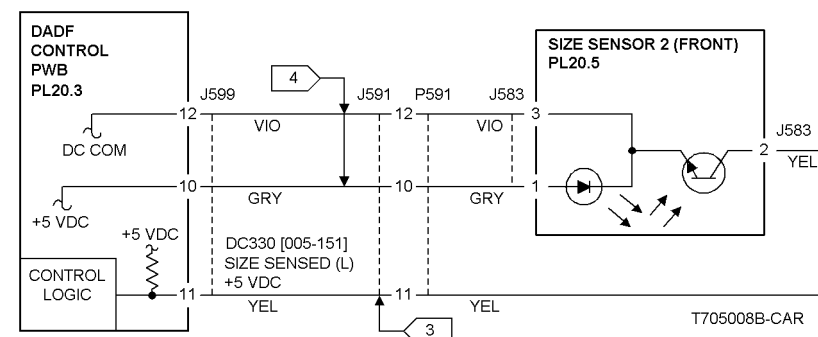 DADF
CONTROL
PWB
PL20.3
SIZE SENSOR 2 (FRONT)
PL20.5
4
J599
J591
P591
J583
12
12
3
VIO
VIO
J583
DC COM
2
YEL
10
10
1
GRY
GRY
+5 VDC
+5 VDC
DC330 [005-151]
SIZE SENSED (L)
+5 VDC
CONTROL
LOGIC
11
11
YEL
YEL
3
T705008B-CAR